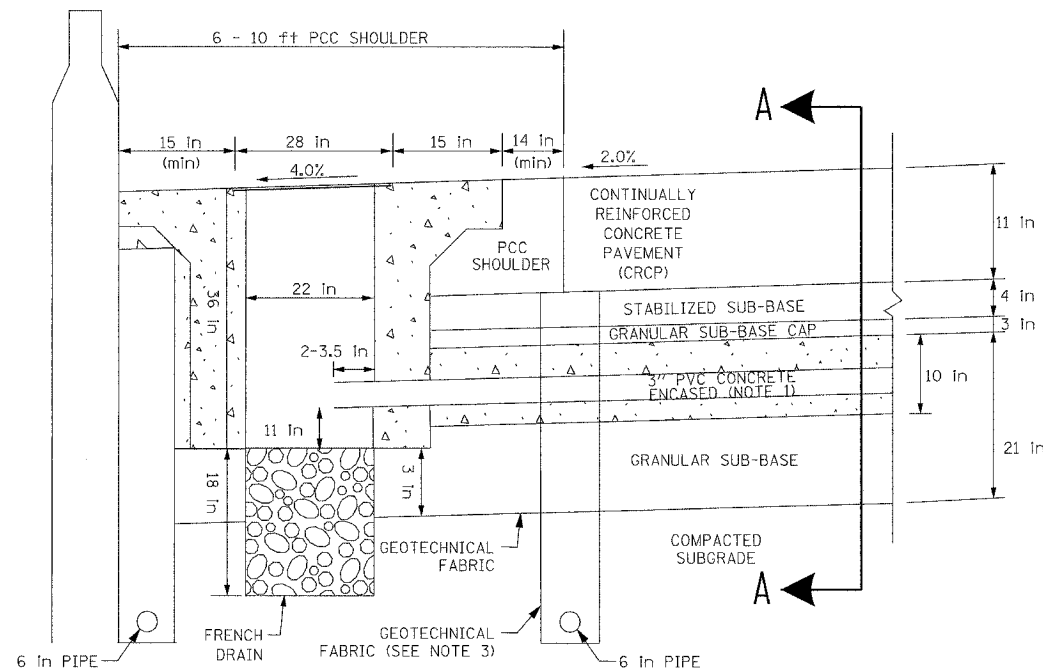 6 - 10 ft PCC SHOULDER
A
15 in
(min)
28 in
15 in
14 in
(min)
2.0%
4.0%
CONTINUALLY
REINFORCED
CONCRETE
PAVEMENT
(CRCP)
11 in
PCC
SHOULDER
36 in
22 in
STABILIZED SUB-BASE
4 in
GRANULAR SUB-BASE CAP
3 in
2-3.5 in
3" PVC CONCRETE
ENCASED (NOTE 1)
10 in
11 in
GRANULAR SUB-BASE
21 in
18 in
3 in
GEOTECHNICAL
FABRIC
COMPACTED
SUBGRADE
A
FRENCH
DRAIN
GEOTECHNICAL
FABRIC (SEE NOTE 3)
6 in PIPE
6 in PIPE